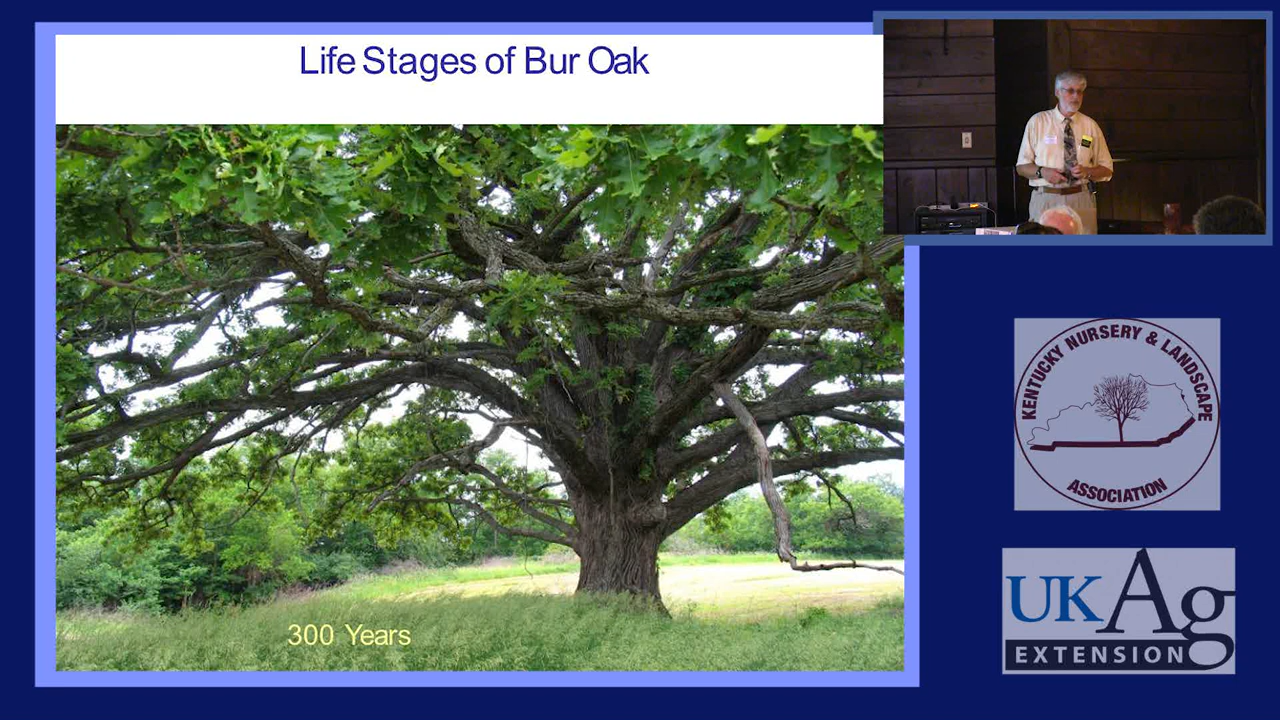 Life Stages of Bur Oak
300 Years
KENTUCKY NURSERY & LANDSCAPE
ASSOCIATION
UKAg
EXTENSION